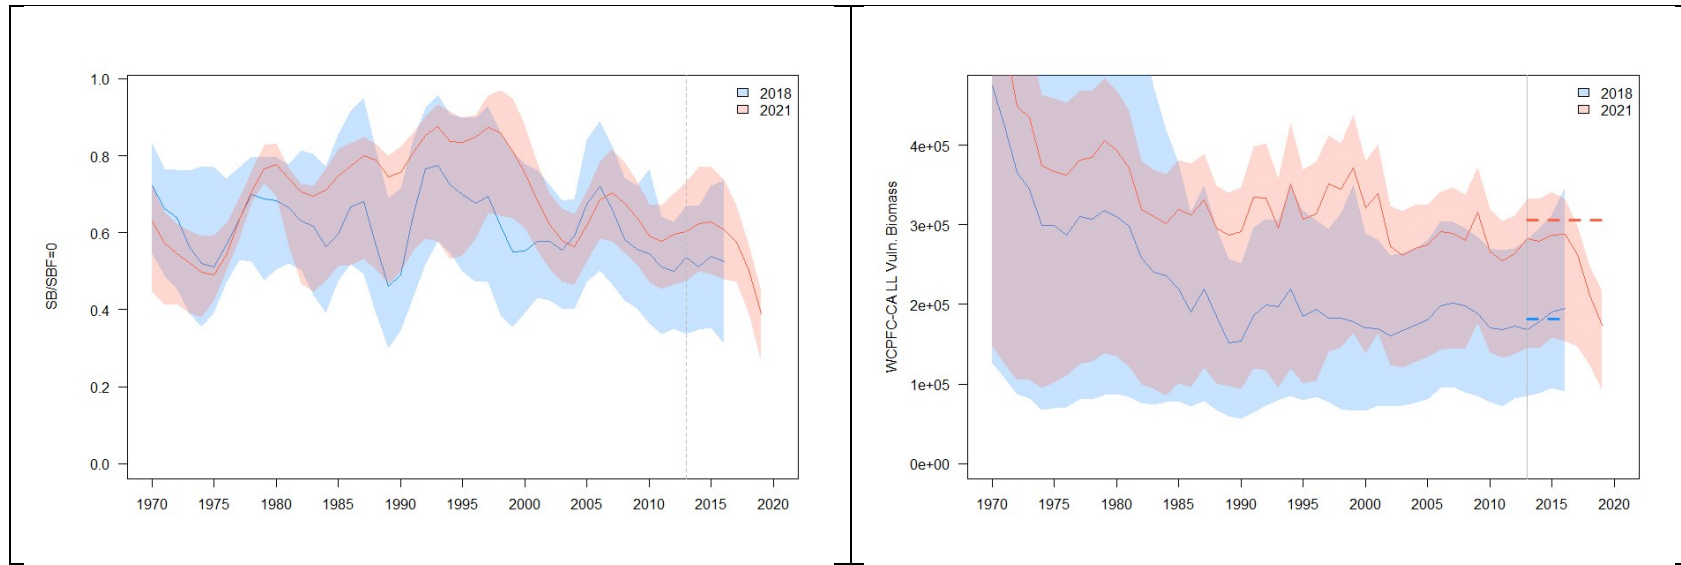 SB/SBF=0
1.0
0.8
0.6
0.4
0.2
0.0
2018
2021
1970 1975 1980 1985 1990 1995 2000 2005 2010 2015 2020
WCPFC-CA LL Vuln. Biomass
4e+05
3e+05
2e+05
1e+05
0e+00
2018
2021
1970 1975 1980 1985 1990 1995 2000 2005 2010 2015 2020